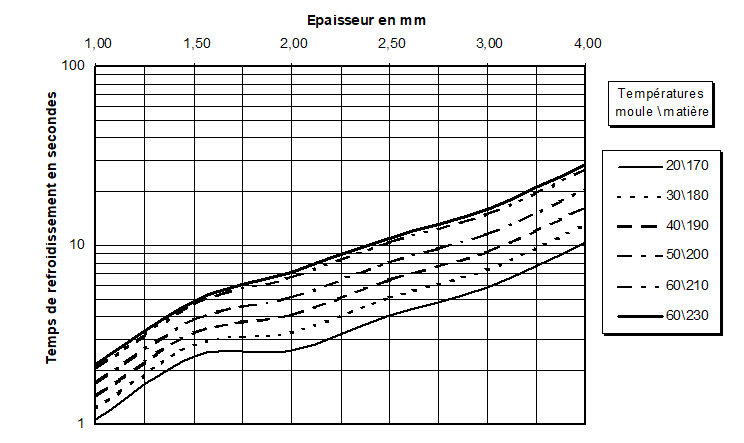 Epaisseur en mm
1,00 1,50 2,00 2,50 3,00 4,00
Temps de refroidissement en secondes
100
10
1
Températures
moule \ matière
20\170
30\180
40\190
50\200
60\210
60\230